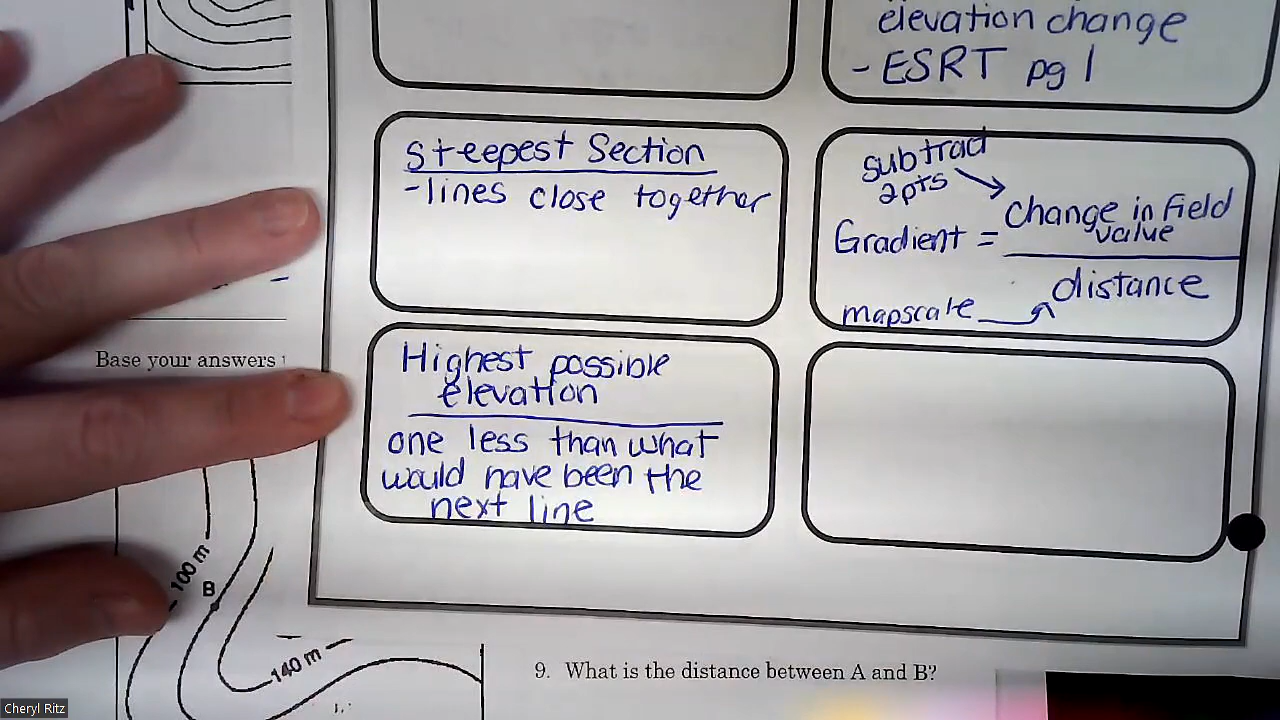 elevation change
- ESRT pg 1
Steepest Section
-lines close together
subtract
2pts
Change in Field
value
Gradient =
distance
mapscale
Highest possible
elevation
one less than what
would have been the
next line
Base your answers
100 m
B
140 m
9. What is the distance between A and B?
Cheryl Ritz